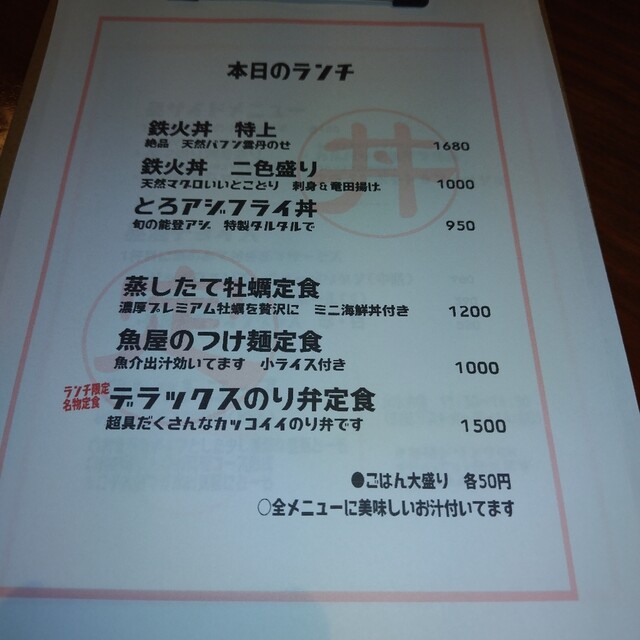 本日のランチ
鉄火丼 特上
絶品 天然バフン雲丹のせ 1680
鉄火丼 二色盛り
天然マグロいいとこどり 刺身&竜田揚げ 1000
とろアジフライ丼
旬の能登アジ 特製タルタルで 950
蒸したて牡蠣定食
濃厚プレミアム牡蠣を贅沢に ミニ海鮮丼付き 1200
魚屋のつけ麺定食
魚介出汁効いてます 小ライス付き 1000
ランチ限定
名物定食
デラックスのり弁定食
超具だくさんなカッコイイのり弁です 1500
●ごはん大盛り 各50円
○全メニューに美味しいお汁付いてます
丼